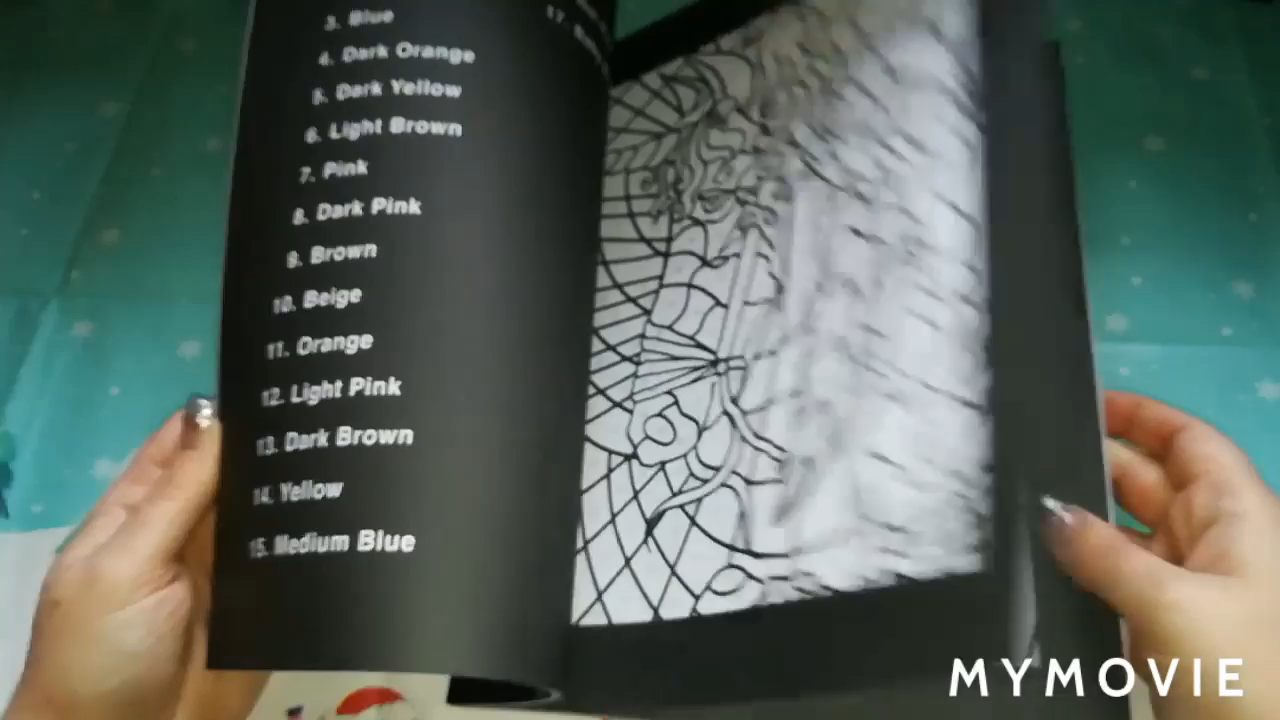 3. Blue
4. Dark Orange
5. Dark Yellow
6. Light Brown
7. Pink
8. Dark Pink
9. Brown
10. Beige
11. Orange
12. Light Pink
13. Dark Brown
14. Yellow
15. Medium Blue
17.
MYMOVIE